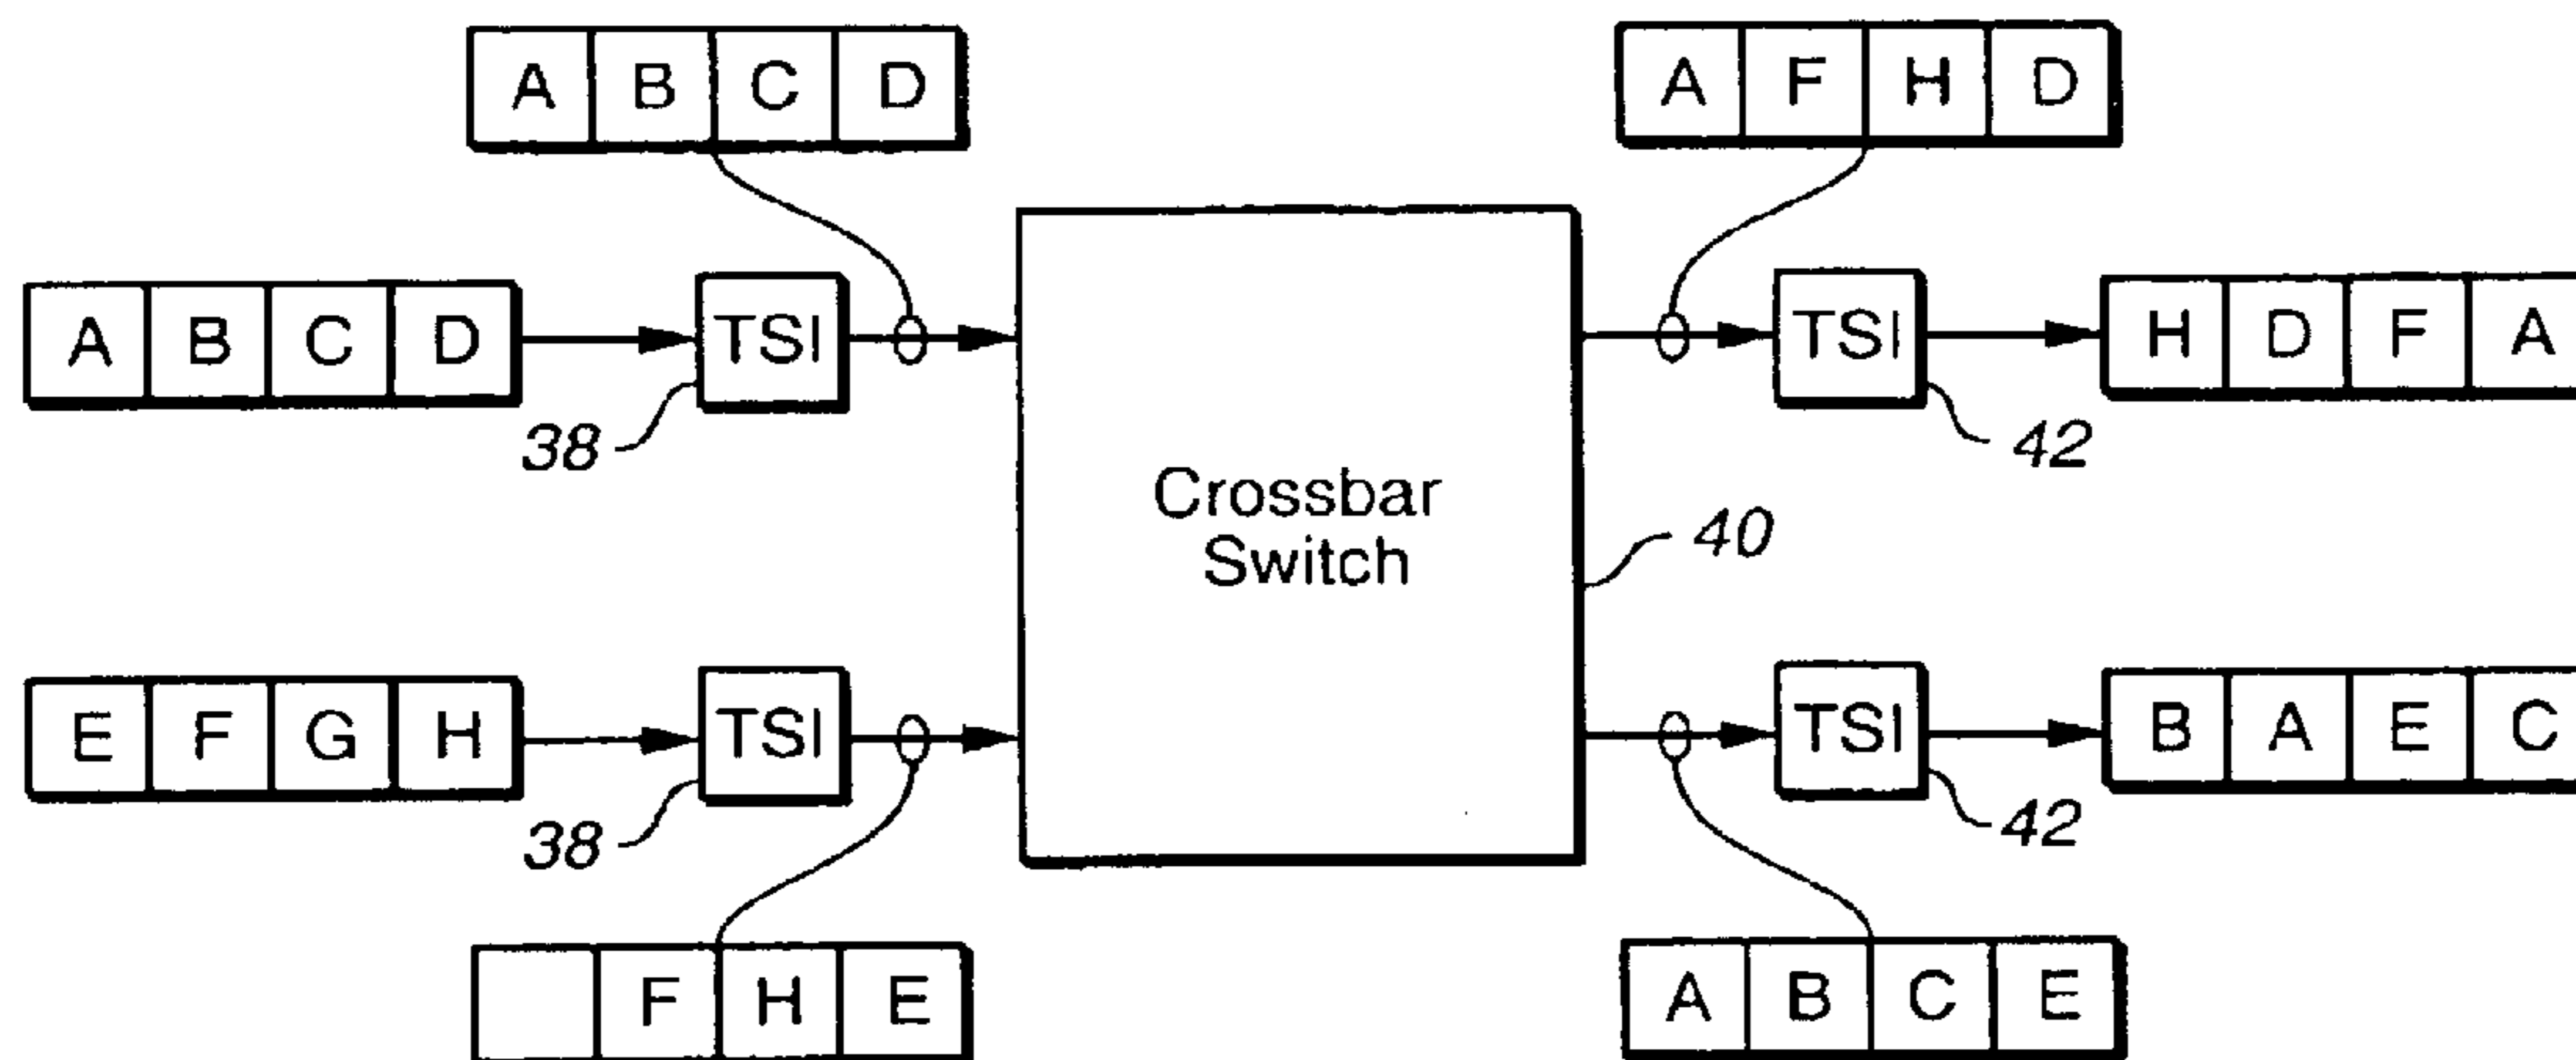 A B C D
A F H D
A B C D
TSI
TSI
H D F A
38
42
Crossbar
Switch
40
E F G H
TSI
TSI
B A E C
38
42
F H E
A B C E